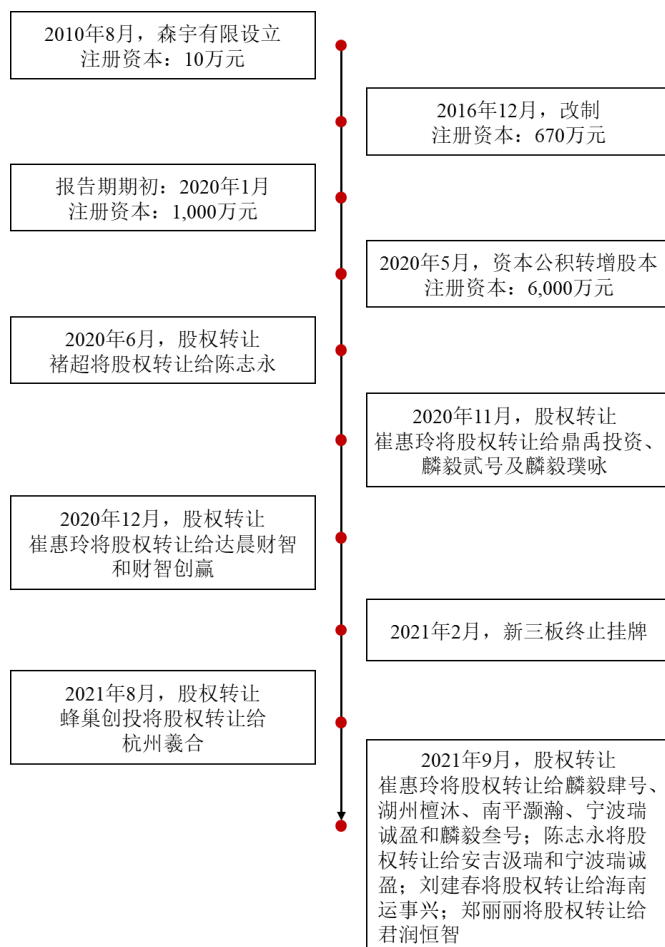 2010年8月，森宇有限设立
注册资本：10万元
2016年12月，改制
注册资本：670万元
报告期期初：2020年1月
注册资本：1,000万元
2020年5月，资本公积转增股本
注册资本：6,000万元
2020年6月，股权转让
褚超将股权转让给陈志永
2020年11月，股权转让
崔惠玲将股权转让给鼎禹投资、
麟毅贰号及麟毅璞咏
2020年12月，股权转让
崔惠玲将股权转让给达晨财智
和财智创赢
2021年2月，新三板终止挂牌
2021年8月，股权转让
蜂巢创投将股权转让给
杭州羲合
2021年9月，股权转让
崔惠玲将股权转让给麟毅肆号、
湖州檀沐、南平灏瀚、宁波瑞
诚盈和麟毅叁号；陈志永将股
权转让给安吉汲瑞和宁波瑞诚
盈；刘建春将股权转让给海南
运事兴；郑丽丽将股权转让给
君润恒智